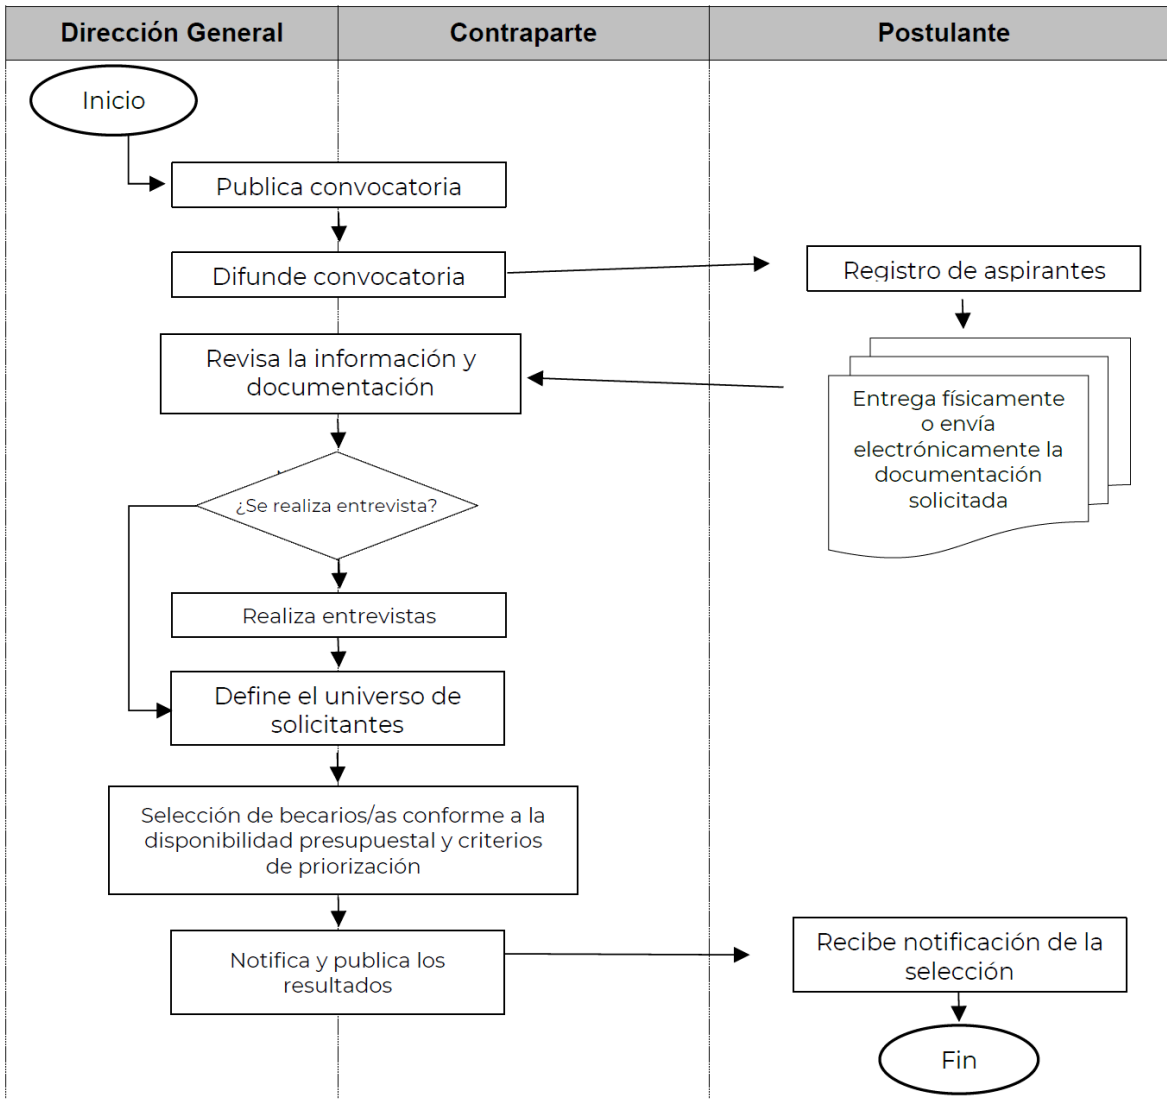 Dirección General
Contraparte
Postulante
Inicio
Publica convocatoria
Difunde convocatoria
Registro de aspirantes
Revisa la información y
documentación
Entrega físicamente
o envía
electrónicamente la
documentación
solicitada
¿Se realiza entrevista?
Realiza entrevistas
Define el universo de
solicitantes
Selección de becarios/as conforme a la
disponibilidad presupuestal y criterios
de priorización
Notifica y publica los
resultados
Recibe notificación de la
selección
Fin